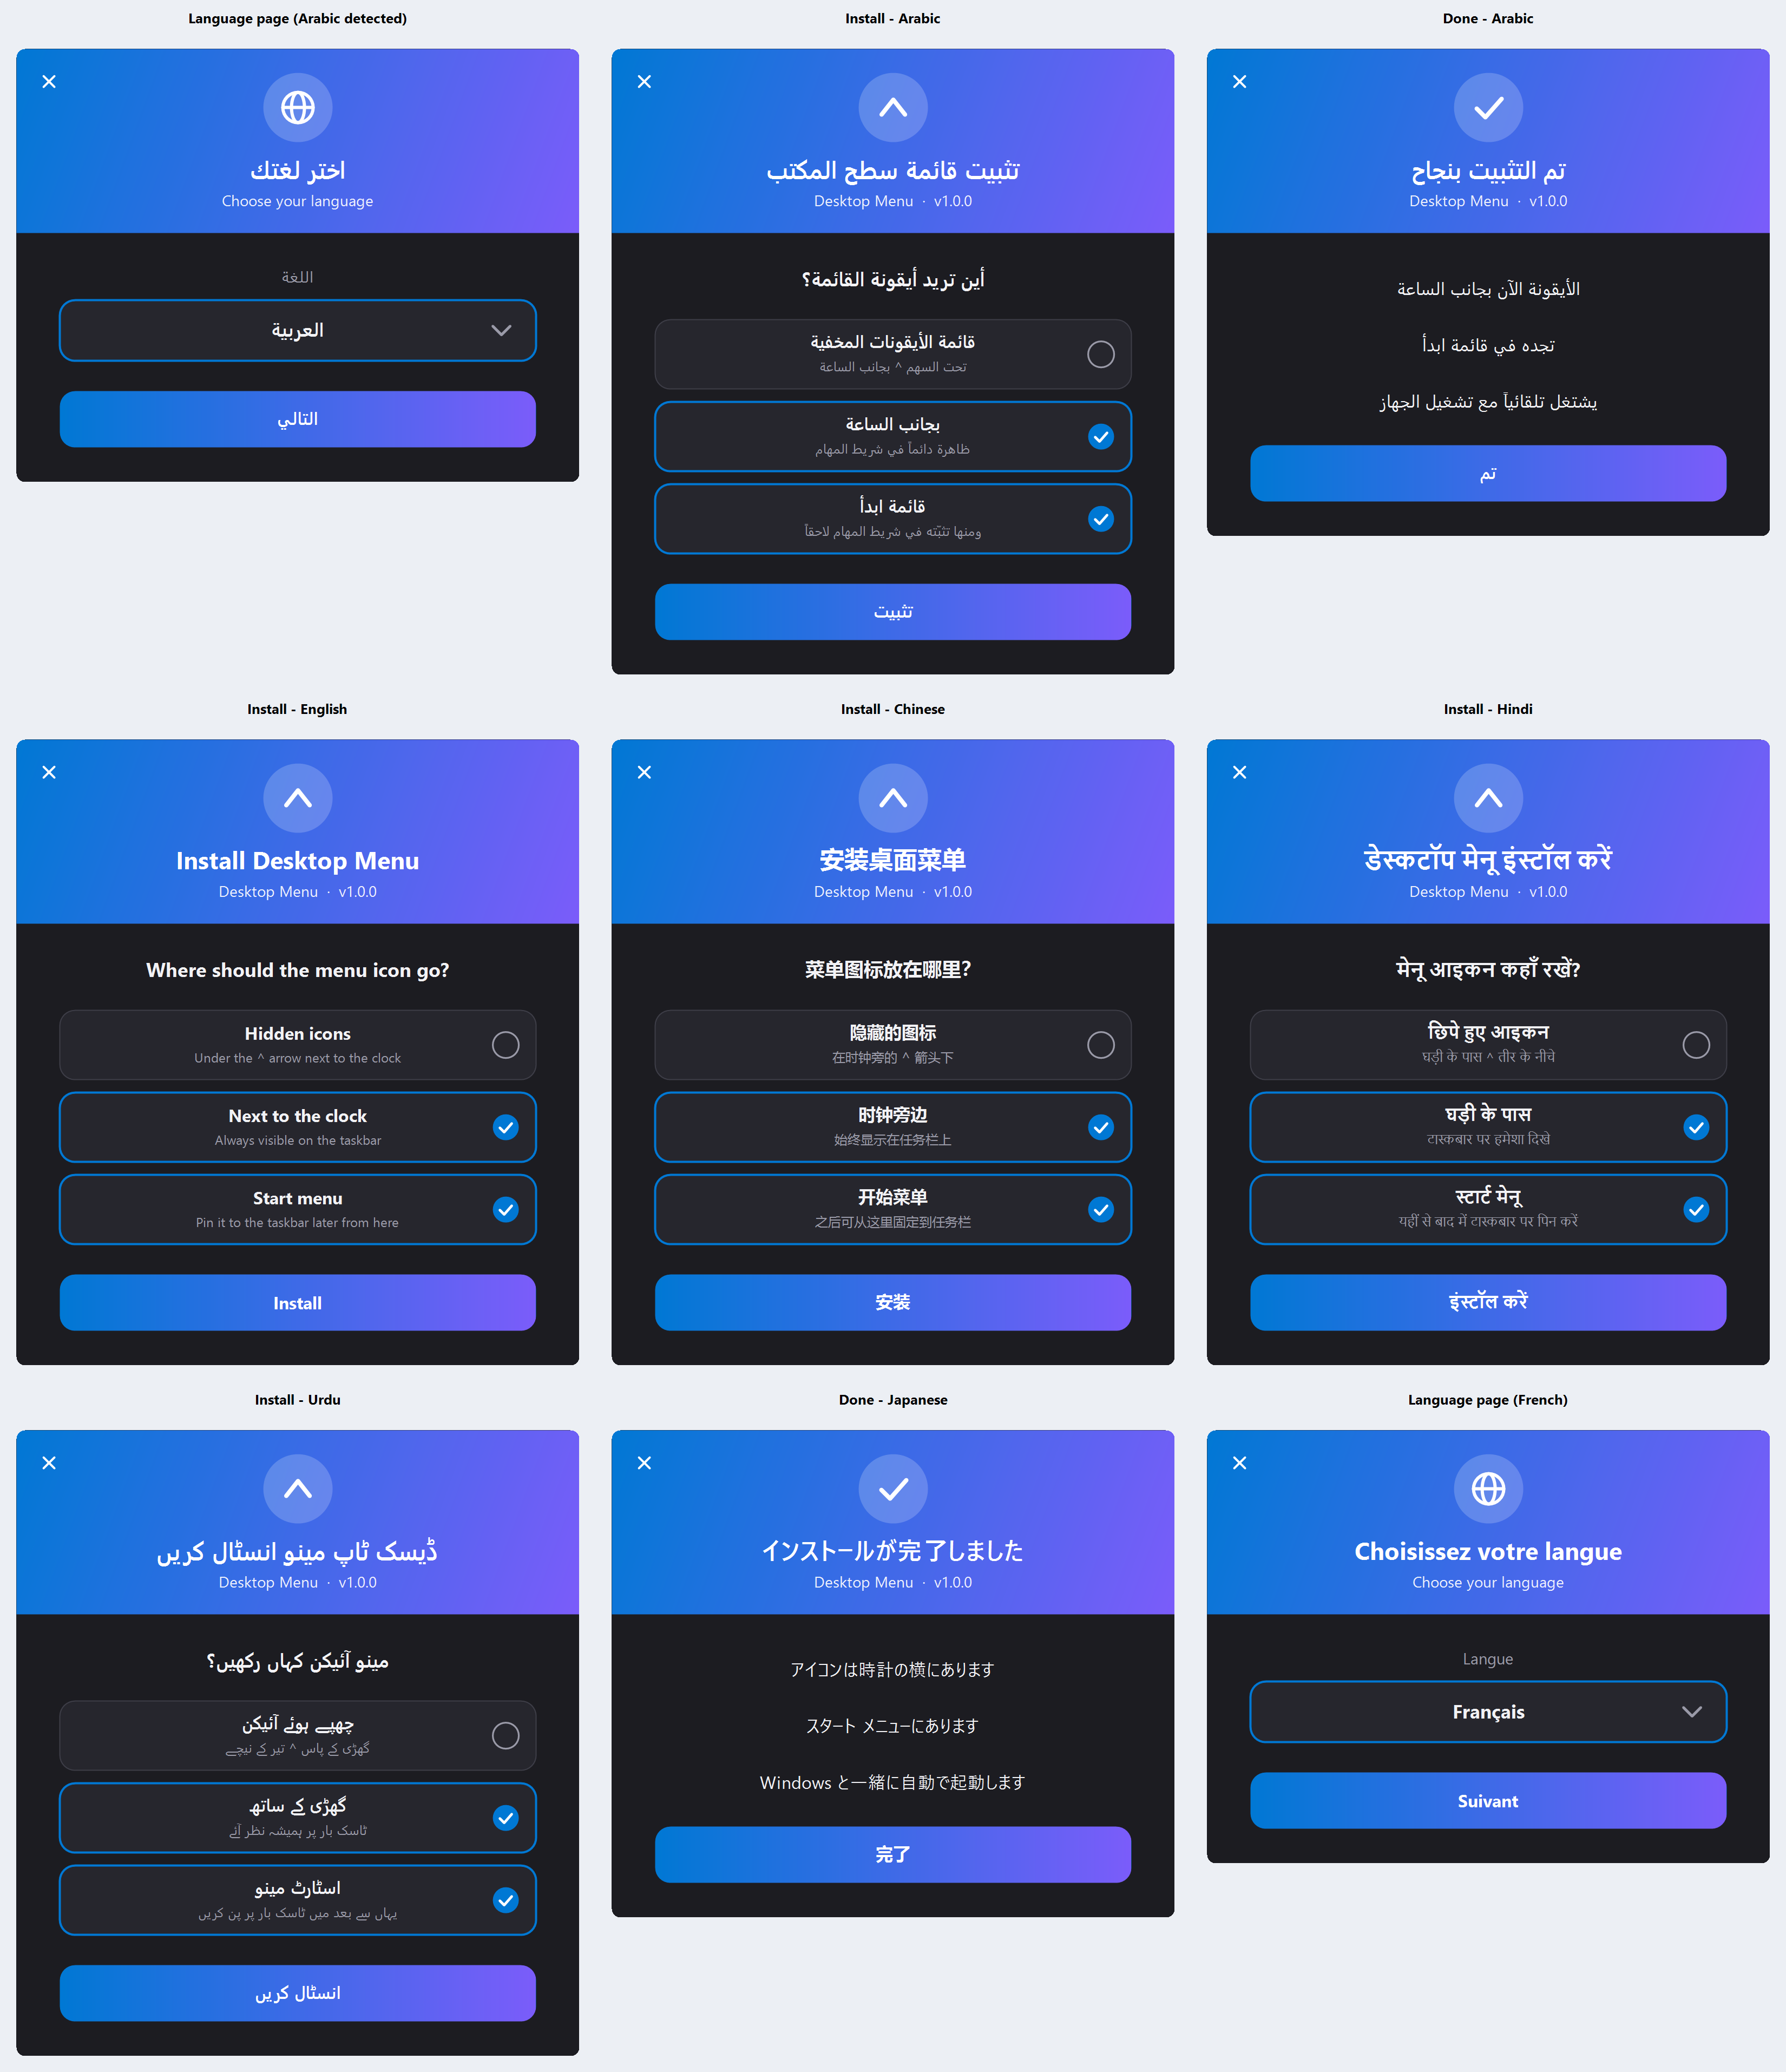 Language page (Arabic detected)
اختر لغتك
Choose your language
اللغة
العربية
التالي
Install - Arabic
تثبيت قائمة سطح المكتب
Desktop Menu · v1.0.0
أين تريد أيقونة القائمة؟
قائمة الأيقونات المخفية
تحت السهم ^ بجانب الساعة
بجانب الساعة
ظاهرة دائماً في شريط المهام
قائمة ابدأ
ومنها تثبّته في شريط المهام لاحقاً
تثبيت
Done - Arabic
تم التثبيت بنجاح
Desktop Menu · v1.0.0
الأيقونة الآن بجانب الساعة
تجده في قائمة ابدأ
يشتغل تلقائياً مع تشغيل الجهاز
تم
Install - English
Install Desktop Menu
Desktop Menu · v1.0.0
Where should the menu icon go?
Hidden icons
Under the ^ arrow next to the clock
Next to the clock
Always visible on the taskbar
Start menu
Pin it to the taskbar later from here
Install
Install - Chinese
安装桌面菜单
Desktop Menu · v1.0.0
菜单图标放在哪里?
隐藏的图标
在时钟旁的 ^ 箭头下
时钟旁边
始终显示在任务栏上
开始菜单
之后可从这里固定到任务栏
安装
Install - Hindi
डेस्कटॉप मेनू इंस्टॉल करें
Desktop Menu · v1.0.0
मेनू आइकन कहाँ रखें?
छिपे हुए आइकन
घड़ी के पास ^ तीर के नीचे
घड़ी के पास
टास्कबार पर हमेशा दिखे
स्टार्ट मेनू
यहीं से बाद में टास्कबार पर पिन करें
इंस्टॉल करें
Install - Urdu
ڈیسک ٹاپ مینو انسٹال کریں
Desktop Menu · v1.0.0
مینو آئیکن کہاں رکھیں؟
چھپے ہوئے آئیکن
گھڑی کے پاس ^ تیر کے نیچے
گھڑی کے ساتھ
ٹاسک بار پر ہمیشہ نظر آئے
اسٹارٹ مینو
یہاں سے بعد میں ٹاسک بار پر پن کریں
انسٹال کریں
Done - Japanese
インストールが完了しました
Desktop Menu · v1.0.0
アイコンは時計の横にあります
スタート メニューにあります
Windows と一緒に自動で起動します
完了
Language page (French)
Choisissez votre langue
Choose your language
Langue
Français
Suivant